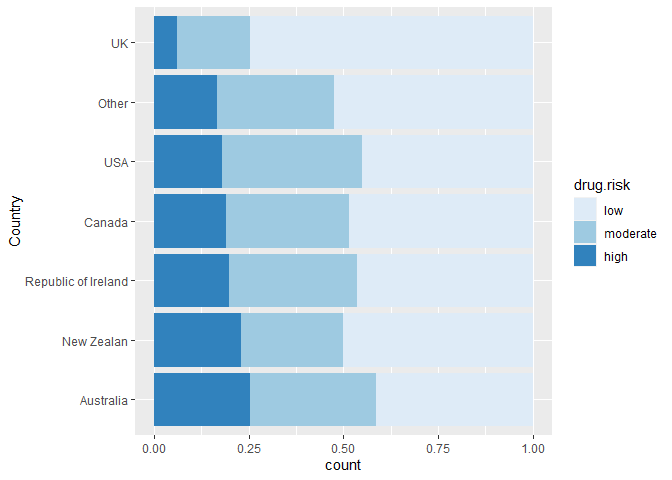 UK
Other
USA
Canada
Republic of Ireland
New Zealan
Australia
Country
0.00 0.25 0.50 0.75 1.00
count
drug.risk
low
moderate
high